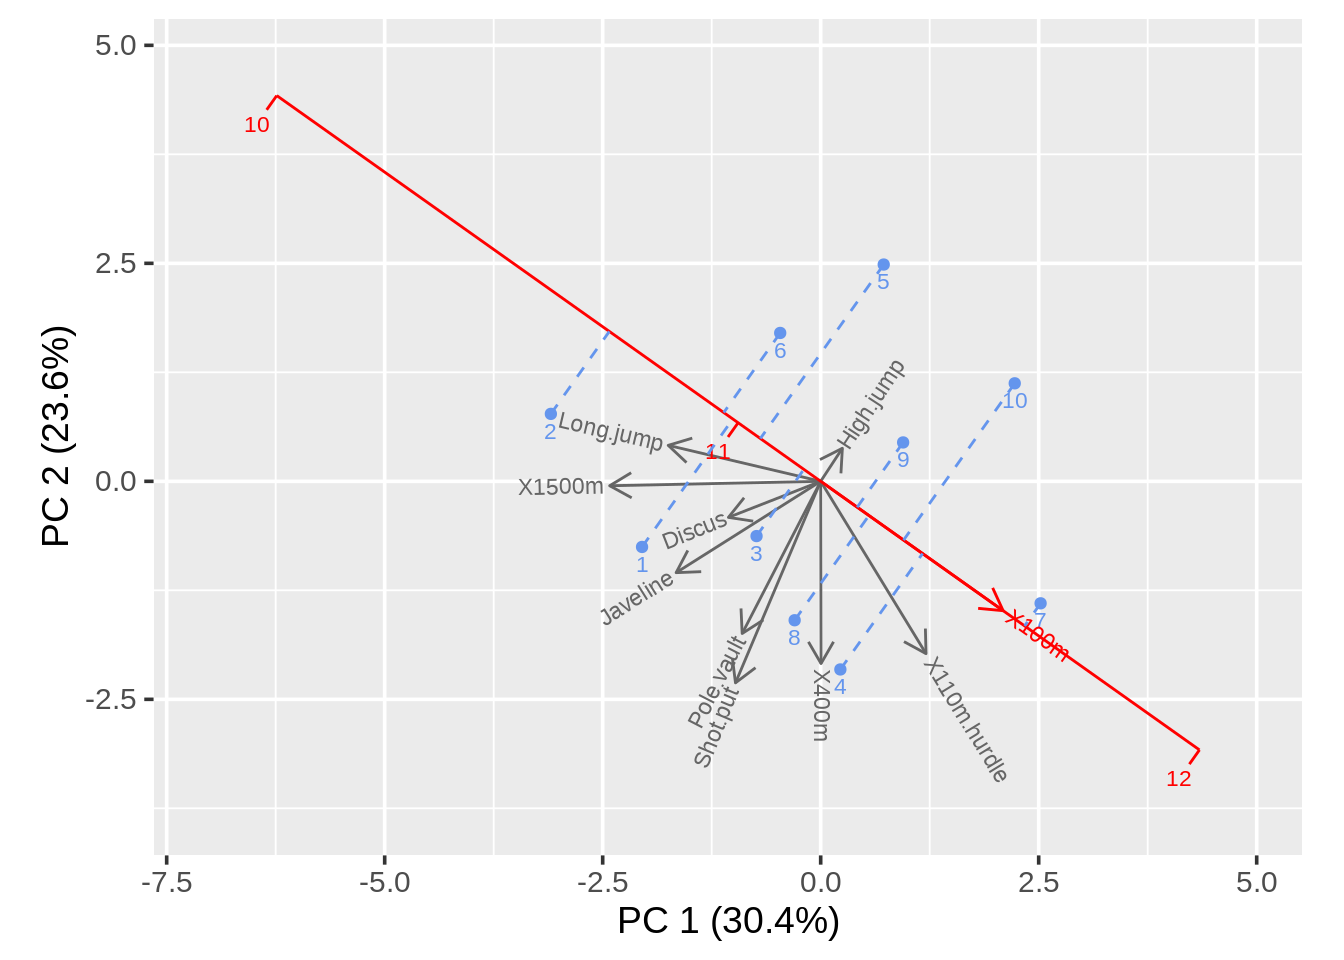 5.0
10
2.5
5
6
High.jump
10
2
Long.jump
11
9
0.0
X1500m
Discus
1
3
Javeline
7
X100m
8
Pole.vault
X110m.hurdle
4
-2.5
X400m
Shot.put
12
-7.5
-5.0
-2.5
0.0
2.5
5.0
PC 1 (30.4%)
PC 2 (23.6%)